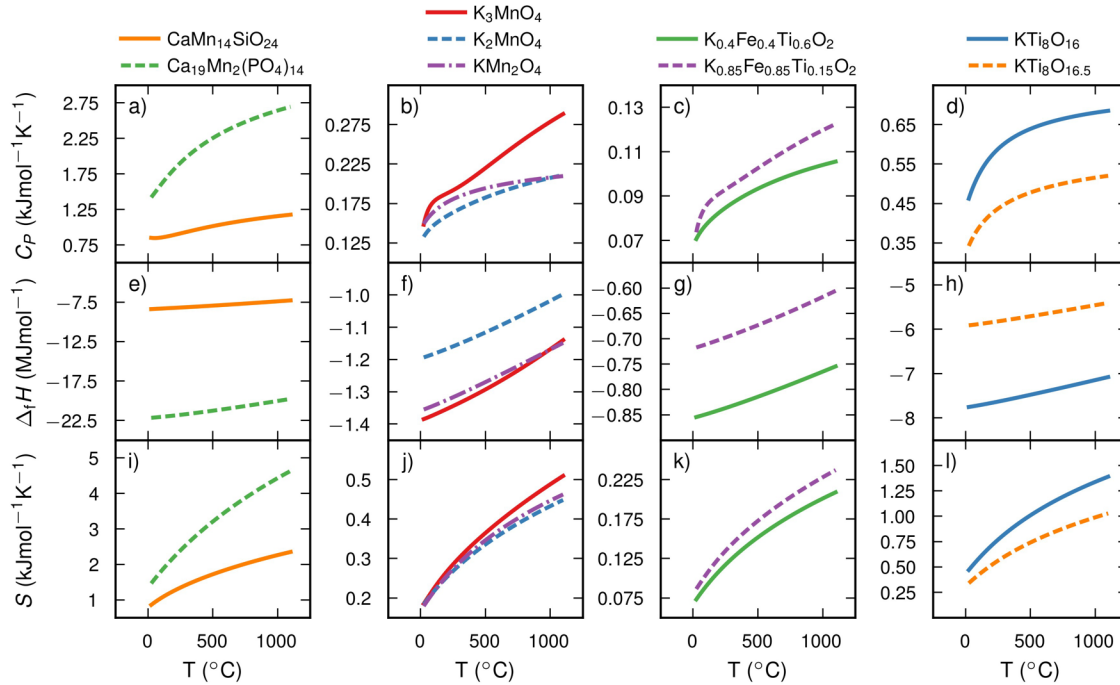 K₃MnO₄
CaMn₁₄SiO₂₄ K₂MnO₄ K₀.₄Fe₀.₄Ti₀.₆O₂ KTi₈O₁₆
Ca₁₉Mn₂(PO₄)₁₄ KMn₂O₄ K₀.₈₅Fe₀.₈₅Ti₀.₁₅O₂ KTi₈O₁₆.₅
C_P (kJmol⁻¹K⁻¹)
a)
2.75
2.25
1.75
1.25
0.75
b)
0.275
0.225
0.175
0.125
c)
0.13
0.11
0.09
0.07
d)
0.65
0.55
0.45
0.35
Δ_fH (MJmol⁻¹)
e)
−7.5
−12.5
−17.5
−22.5
f)
−1.0
−1.1
−1.2
−1.3
−1.4
g)
−0.60
−0.65
−0.70
−0.75
−0.80
−0.85
h)
−5
−6
−7
−8
S (kJmol⁻¹K⁻¹)
i)
5
4
3
2
1
j)
0.5
0.4
0.3
0.2
k)
0.225
0.175
0.125
0.075
l)
1.50
1.25
1.00
0.75
0.50
0.25
0 500 1000 0 500 1000 0 500 1000 0 500 1000
T (°C) T (°C) T (°C) T (°C)